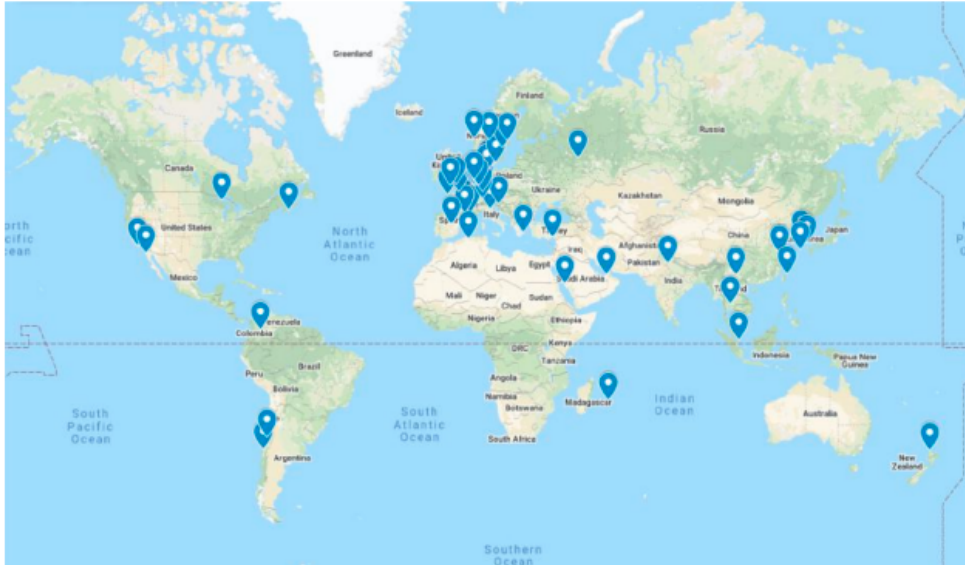 Greenland
Iceland
Finland
Russia
Canada
Poland
Ukraine
Kazakhstan
Mongolia
North
Atlantic
Ocean
United States
Spain
Italy
Japan
China
Iraq
Afghanistan
Pakistan
Algeria
Libya
Egypt
Saudi Arabia
India
Mexico
Mali
Niger
Chad
Sudan
Nigeria
Ethiopia
Venezuela
Colombia
DRC
Kenya
Tanzania
Indonesia
Papua New
Guinea
Peru
Brazil
Bolivia
Angola
Namibia
Botswana
Madagascar
Indian
Ocean
South
Pacific
Ocean
South
Atlantic
Ocean
South Africa
Australia
Argentina
New
Zealand
Southern
Ocean